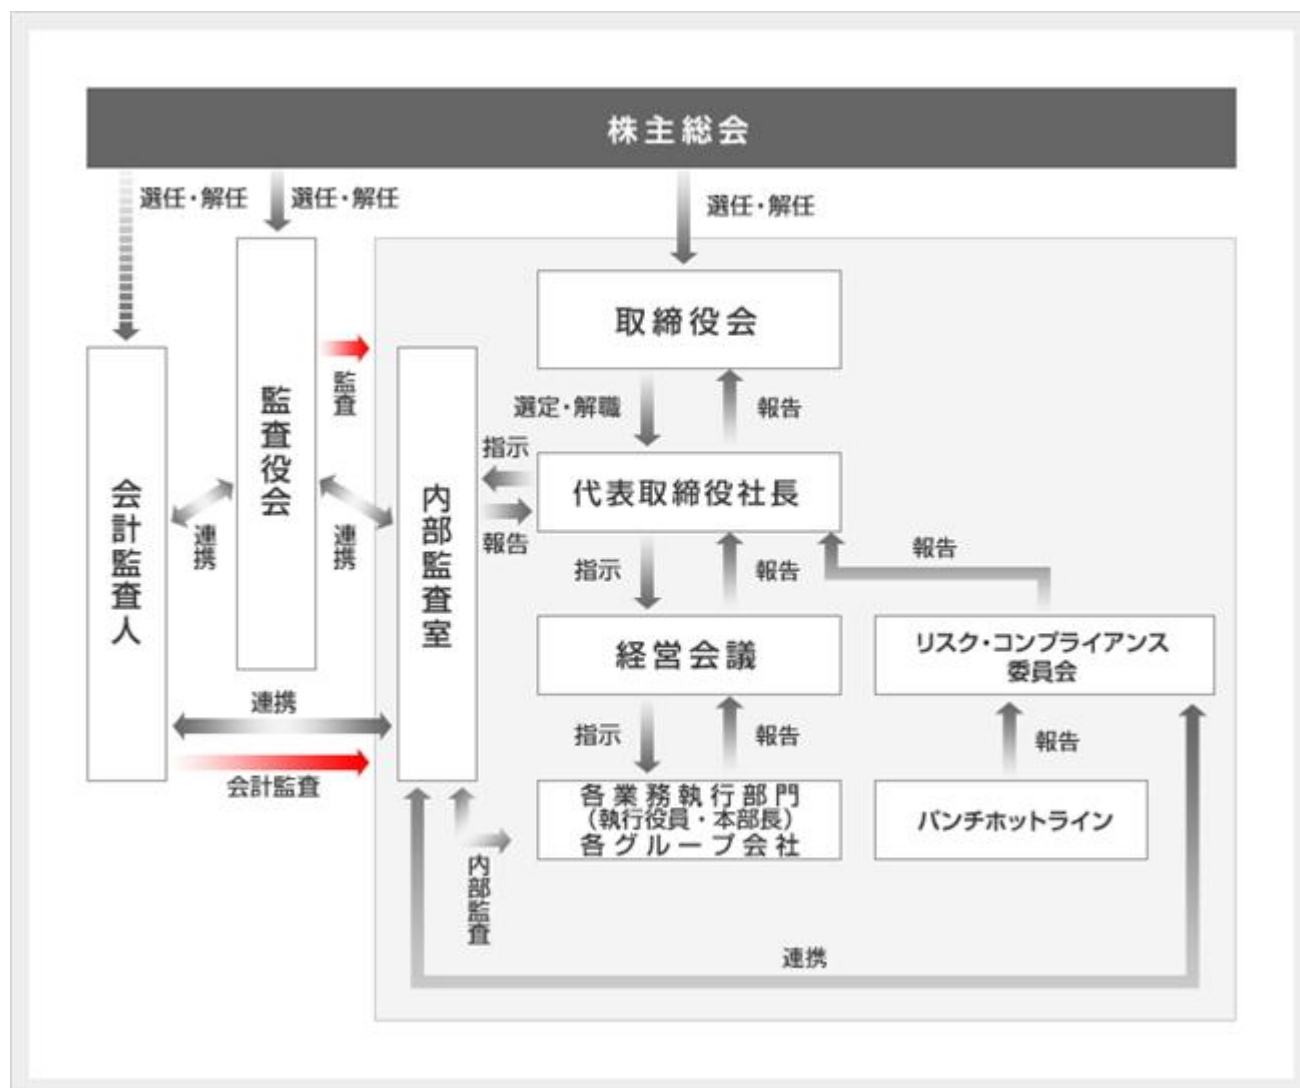 株主総会
選任・解任
選任・解任
選任・解任
取締役会
監査
監査役会
選定・解職
報告
指示
代表取締役社長
会計監査人
連携
連携
内部監査室
報告
指示
報告
報告
経営会議
リスク・コンプライアンス
委員会
連携
指示
報告
報告
会計監査
各業務執行部門
(執行役員・本部長)
各グループ会社
パンチホットライン
内部監査
連携